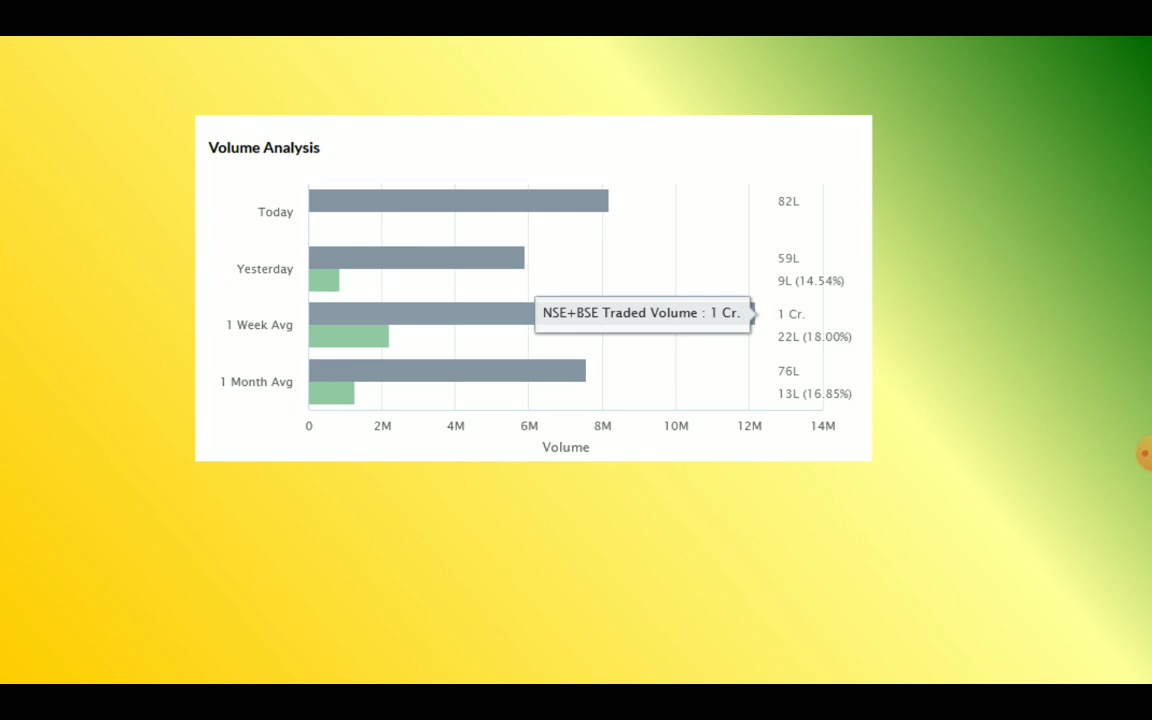 Volume Analysis
Today
82L
Yesterday
59L
9L (14.54%)
1 Week Avg
NSE+BSE Traded Volume : 1 Cr.
1 Cr.
22L (18.00%)
1 Month Avg
76L
13L (16.85%)
0 2M 4M 6M 8M 10M 12M 14M
Volume